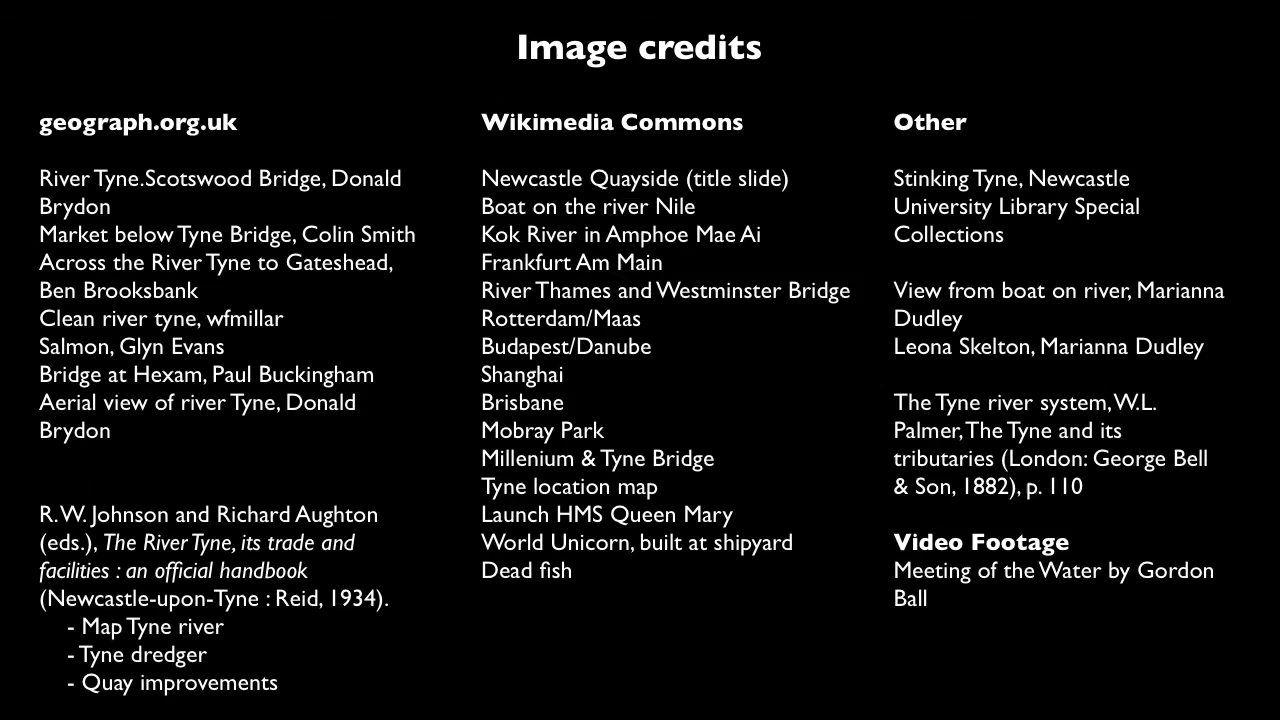 Image credits
geograph.org.uk
River Tyne.Scotswood Bridge, Donald
Brydon
Market below Tyne Bridge, Colin Smith
Across the River Tyne to Gateshead,
Ben Brooksbank
Clean river tyne, wfmillar
Salmon, Glyn Evans
Bridge at Hexam, Paul Buckingham
Aerial view of river Tyne, Donald
Brydon
R.W. Johnson and Richard Aughton
(eds.), The River Tyne, its trade and
facilities : an official handbook
(Newcastle-upon-Tyne : Reid, 1934).
- Map Tyne river
- Tyne dredger
- Quay improvements
Wikimedia Commons
Newcastle Quayside (title slide)
Boat on the river Nile
Kok River in Amphoe Mae Ai
Frankfurt Am Main
River Thames and Westminster Bridge
Rotterdam/Maas
Budapest/Danube
Shanghai
Brisbane
Mobray Park
Millenium & Tyne Bridge
Tyne location map
Launch HMS Queen Mary
World Unicorn, built at shipyard
Dead fish
Other
Stinking Tyne, Newcastle
University Library Special
Collections
View from boat on river, Marianna
Dudley
Leona Skelton, Marianna Dudley
The Tyne river system, W.L.
Palmer, The Tyne and its
tributaries (London: George Bell
& Son, 1882), p. 110
Video Footage
Meeting of the Water by Gordon
Ball